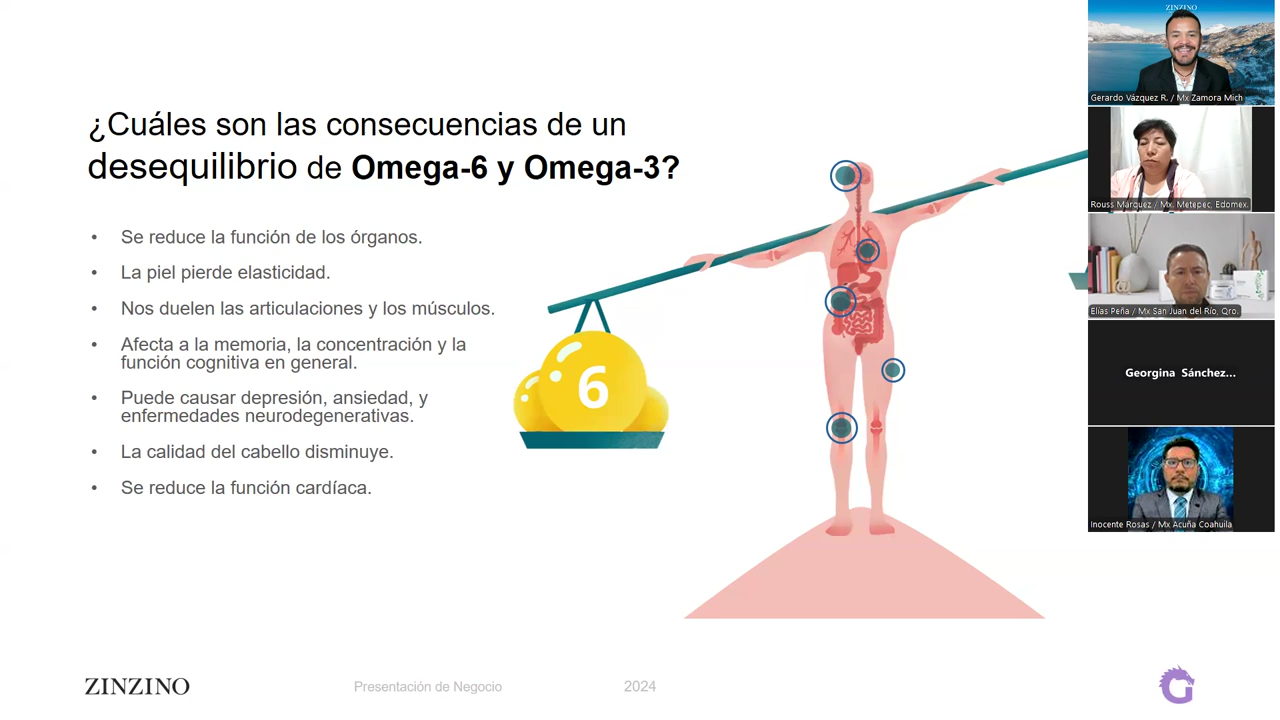 ¿Cuáles son las consecuencias de un
desequilibrio de Omega-6 y Omega-3?
• Se reduce la función de los órganos.
• La piel pierde elasticidad.
• Nos duelen las articulaciones y los músculos.
• Afecta a la memoria, la concentración y la
función cognitiva en general.
• Puede causar depresión, ansiedad, y
enfermedades neurodegenerativas.
• La calidad del cabello disminuye.
• Se reduce la función cardíaca.
6
ZINZINO
Presentación de Negocio
2024
G
ZINZINO
Gerardo Vázquez R. / Mx Zamora Mich
Rouss Márquez / Mx. Metepec, Edomex.
Elías Peña / Mx San Juan del Río, Qro.
Georgina Sánchez...
Inocente Rosas / Mx Acuña Coahuila